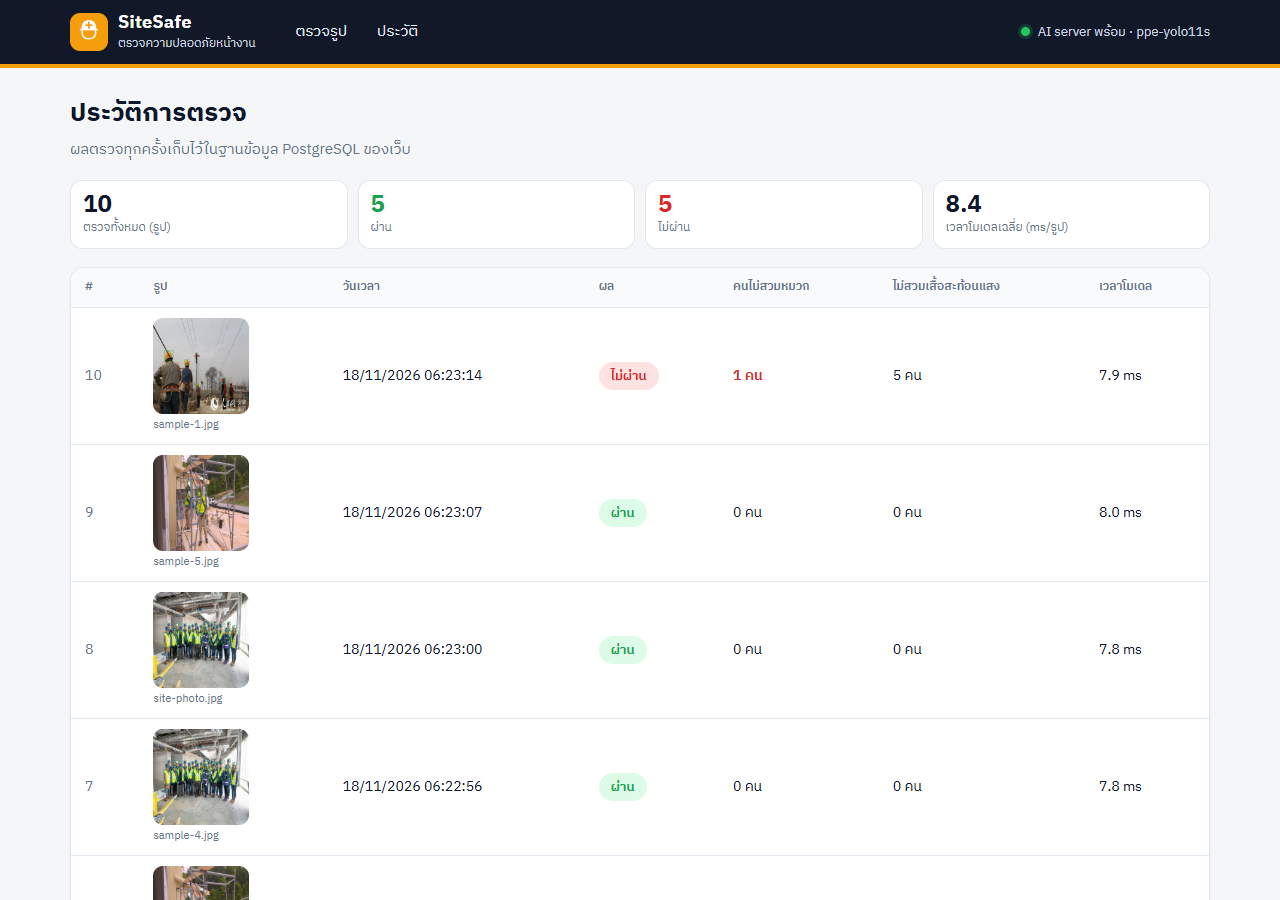 SiteSafe
ตรวจความปลอดภัยหน้างาน
ตรวจรูป
ประวัติ
AI server พร้อม · ppe-yolo11s
ประวัติการตรวจ
ผลตรวจทุกครั้งเก็บไว้ในฐานข้อมูล PostgreSQL ของเว็บ
10
ตรวจทั้งหมด (รูป)
5
ผ่าน
5
ไม่ผ่าน
8.4
เวลาโมเดลเฉลี่ย (ms/รูป)
# รูป วันเวลา ผล คนไม่สวมหมวก ไม่สวมเสื้อสะท้อนแสง เวลาโมเดล
10 18/11/2026 06:23:14 ไม่ผ่าน 1 คน 5 คน 7.9 ms
sample-1.jpg
9 18/11/2026 06:23:07 ผ่าน 0 คน 0 คน 8.0 ms
sample-5.jpg
8 18/11/2026 06:23:00 ผ่าน 0 คน 0 คน 7.8 ms
site-photo.jpg
7 18/11/2026 06:22:56 ผ่าน 0 คน 0 คน 7.8 ms
sample-4.jpg